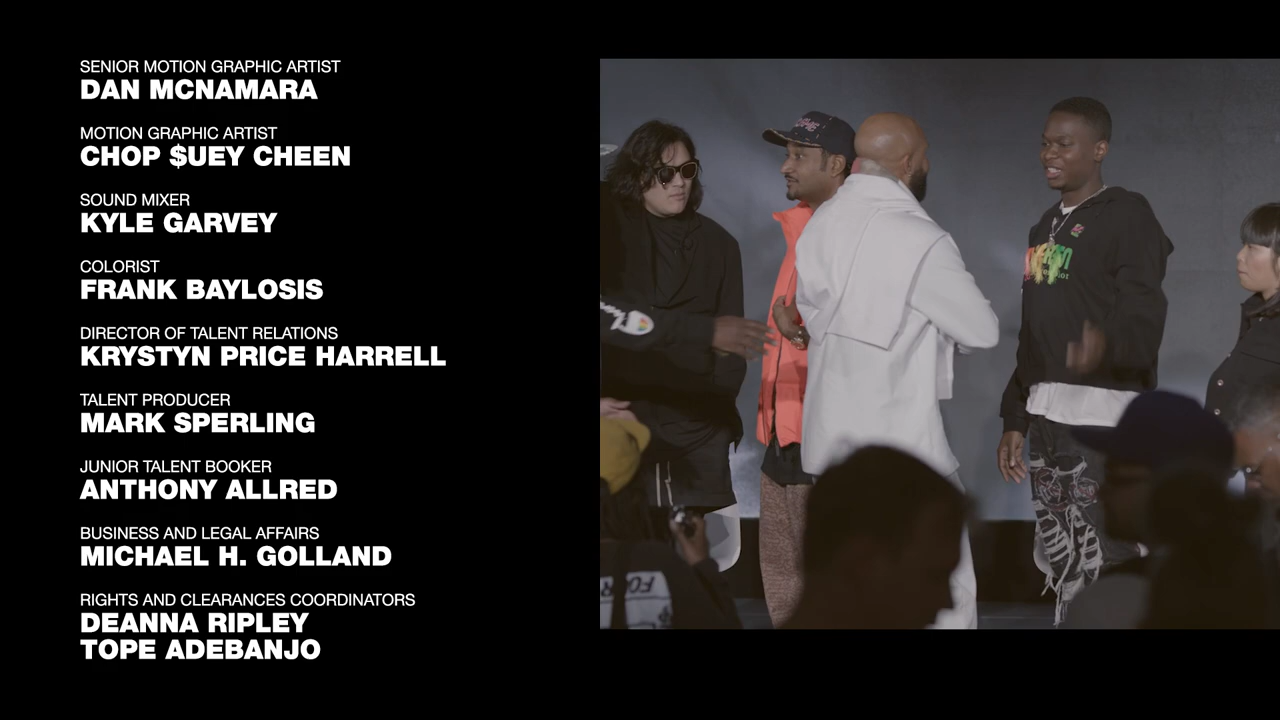 SENIOR MOTION GRAPHIC ARTIST
DAN MCNAMARA
MOTION GRAPHIC ARTIST
CHOP $UEY CHEEN
SOUND MIXER
KYLE GARVEY
COLORIST
FRANK BAYLOSIS
DIRECTOR OF TALENT RELATIONS
KRYSTYN PRICE HARRELL
TALENT PRODUCER
MARK SPERLING
JUNIOR TALENT BOOKER
ANTHONY ALLRED
BUSINESS AND LEGAL AFFAIRS
MICHAEL H. GOLLAND
RIGHTS AND CLEARANCES COORDINATORS
DEANNA RIPLEY
TOPE ADEBANJO